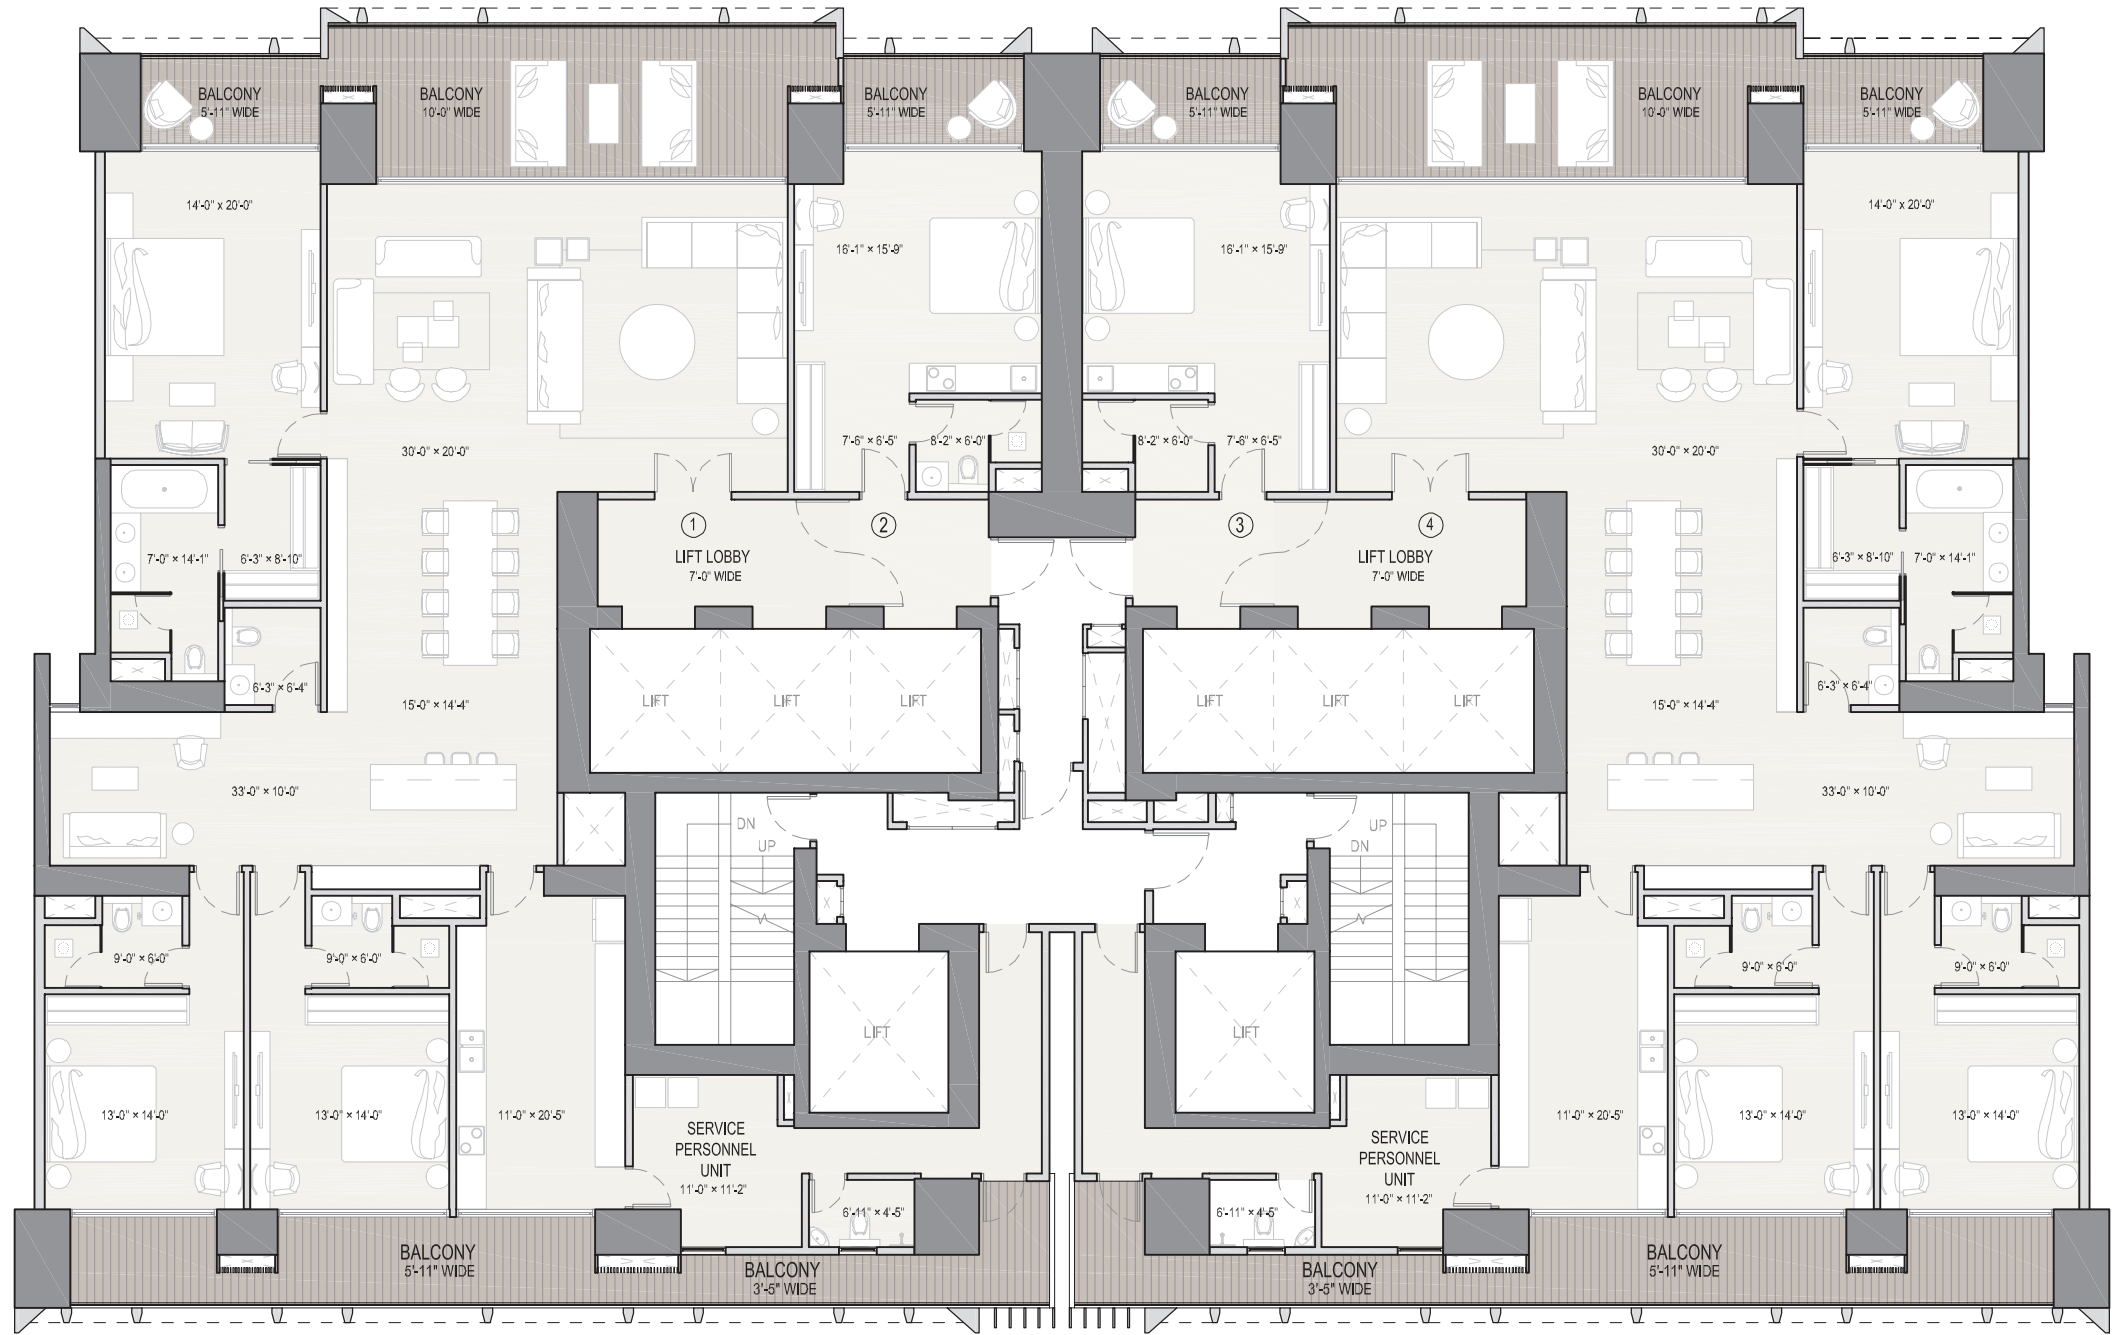 BALCONY
5'-11" WIDE
BALCONY
10'-0" WIDE
BALCONY
5'-11" WIDE
BALCONY
5'-11" WIDE
BALCONY
10'-0" WIDE
BALCONY
5'-11" WIDE
14'-0" x 20'-0"
14'-0" x 20'-0"
16'-1" × 15'-9"
16'-1" × 15'-9"
30'-0" × 20'-0"
7'-6" × 6'-5"
8'-2" × 6'-0"
8'-2" × 6'-0"
7'-6" × 6'-5"
30'-0" × 20'-0"
1
2
3
4
LIFT LOBBY
7'-0" WIDE
LIFT LOBBY
7'-0" WIDE
7'-0" × 14'-1"
6'-3" × 8'-10"
6'-3" × 8'-10"
7'-0" × 14'-1"
6'-3" × 6'-4"
6'-3" × 6'-4"
15'-0" × 14'-4"
LIFT
LIFT
LIFT
LIFT
LIFT
LIFT
15'-0" × 14'-4"
33'-0" × 10'-0"
33'-0" × 10'-0"
DN
UP
UP
DN
9'-0" × 6'-0"
9'-0" × 6'-0"
9'-0" × 6'-0"
9'-0" × 6'-0"
LIFT
LIFT
13'-0" × 14'-0"
13'-0" × 14'-0"
11'-0" × 20'-5"
11'-0" × 20'-5"
13'-0" × 14'-0"
13'-0" × 14'-0"
SERVICE
PERSONNEL
UNIT
11'-0" × 11'-2"
SERVICE
PERSONNEL
UNIT
11'-0" × 11'-2"
6'-11" × 4'-5"
6'-11" × 4'-5"
BALCONY
5'-11" WIDE
BALCONY
3'-5" WIDE
BALCONY
3'-5" WIDE
BALCONY
5'-11" WIDE